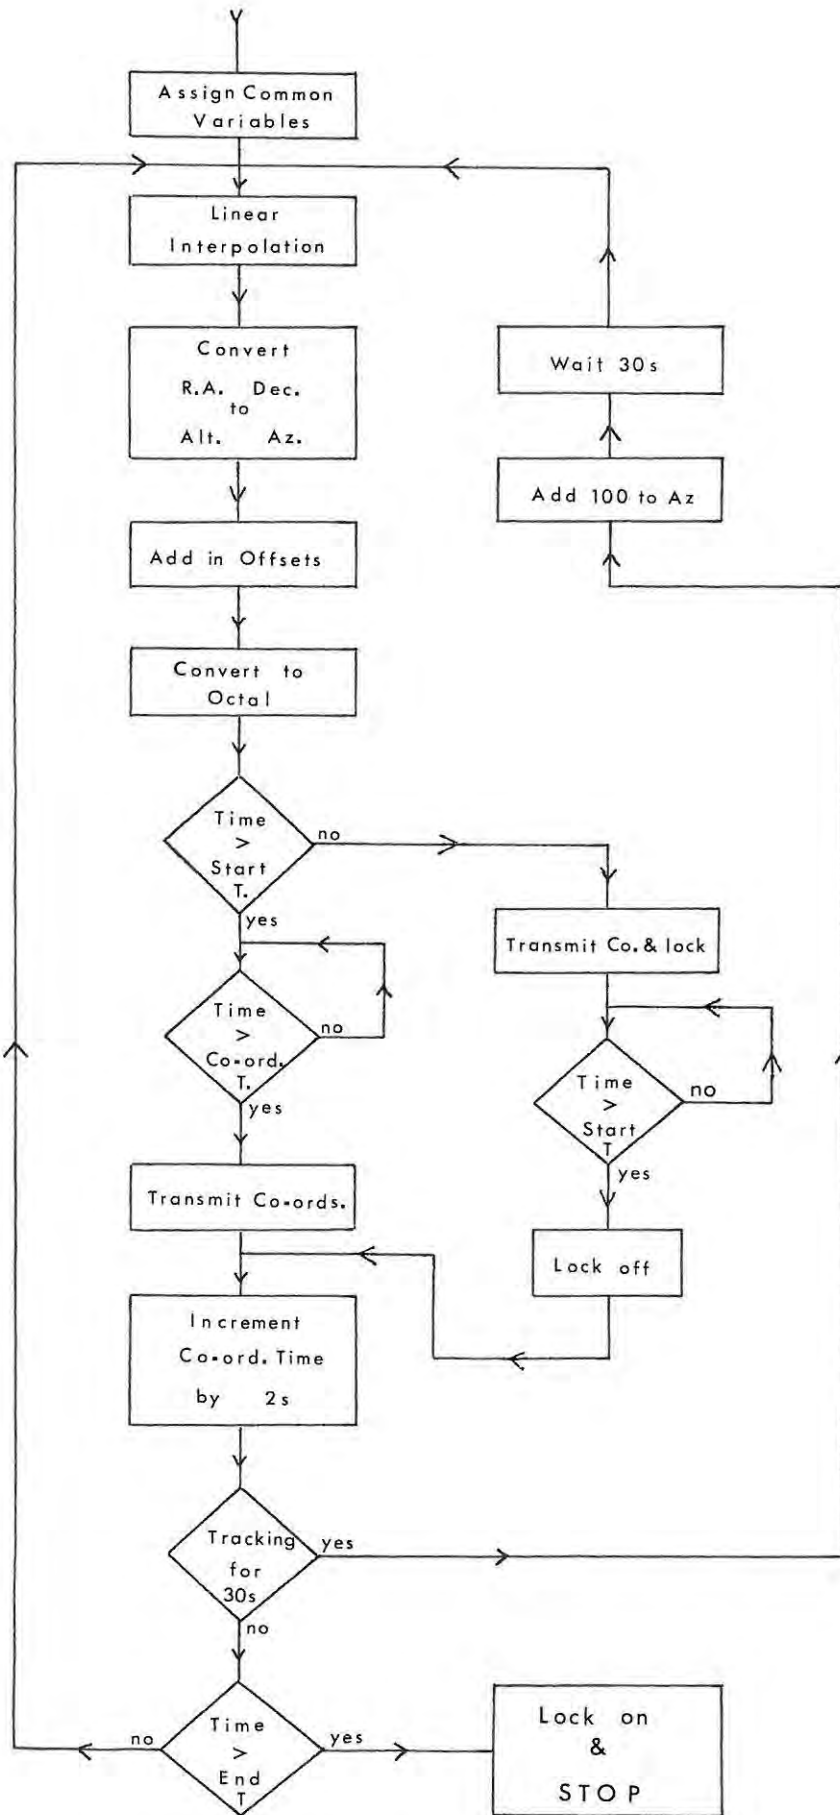 Assign Common
Variables
Linear
Interpolation
Convert
R.A. Dec.
to
Alt. Az.
Wait 30s
Add 100 to Az
Add in Offsets
Convert to
Octal
Time
>
Start
T.
no
yes
Transmit Co. & lock
Time
>
Co-ord.
T.
no
yes
Time
>
Start
T
no
yes
Transmit Co-ords.
Lock off
Increment
Co-ord. Time
by 2s
Tracking
for
30s
yes
no
Time
>
End
T
no
yes
Lock on
&
STOP